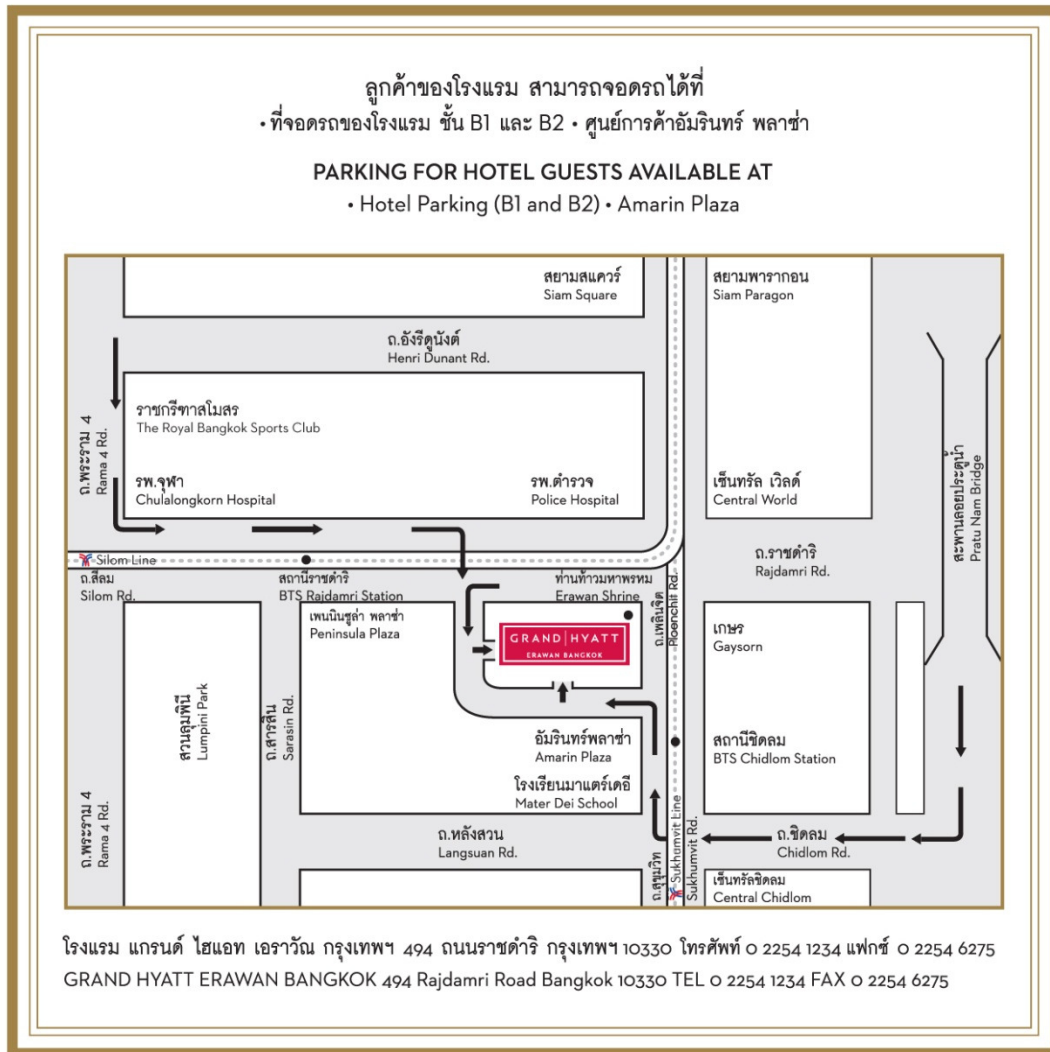 ลูกค้าของโรงแรม สามารถจอดรถได้ที่
• ที่จอดรถของโรงแรม ชั้น B1 และ B2 • ศูนย์การค้าอัมรินทร์ พลาซ่า
PARKING FOR HOTEL GUESTS AVAILABLE AT
• Hotel Parking (B1 and B2) • Amarin Plaza
สยามสแควร์
Siam Square
สยามพารากอน
Siam Paragon
ถ.อังรีดูนังต์
Henri Dunant Rd.
ราชกรีฑาสโมสร
The Royal Bangkok Sports Club
ถ.พระราม 4
Rama 4 Rd.
รพ.จุฬา
Chulalongkorn Hospital
รพ.ตำรวจ
Police Hospital
เซ็นทรัล เวิลด์
Central World
สะพานลอยประตูน้ำ
Pratu Nam Bridge
Silom Line
ถ.สีลม
Silom Rd.
สถานีราชดำริ
BTS Rajdamri Station
ท่านท้าวมหาพรหม
Erawan Shrine
ถ.เพลินจิต
Ploenchit Rd.
ถ.ราชดำริ
Rajdamri Rd.
เพนนินซูล่า พลาซ่า
Peninsula Plaza
GRAND | HYATT
ERAWAN BANGKOK
เกษร
Gaysorn
สวนลุมพินี
Lumpini Park
ถ.สารสิน
Sarasin Rd.
อัมรินทร์พลาซ่า
Amarin Plaza
สถานีชิดลม
BTS Chidlom Station
โรงเรียนมาแตร์เดอี
Mater Dei School
ถ.พระราม 4
Rama 4 Rd.
ถ.หลังสวน
Langsuan Rd.
ถ.สุขุมวิท
Sukhumvit Line
Sukhumvit Rd.
ถ.ชิดลม
Chidlom Rd.
เซ็นทรัลชิดลม
Central Chidlom
โรงแรม แกรนด์ ไฮแอท เอราวัณ กรุงเทพฯ 494 ถนนราชดำริ กรุงเทพฯ 10330 โทรศัพท์ 0 2254 1234 แฟกซ์ 0 2254 6275
GRAND HYATT ERAWAN BANGKOK 494 Rajdamri Road Bangkok 10330 TEL 0 2254 1234 FAX 0 2254 6275